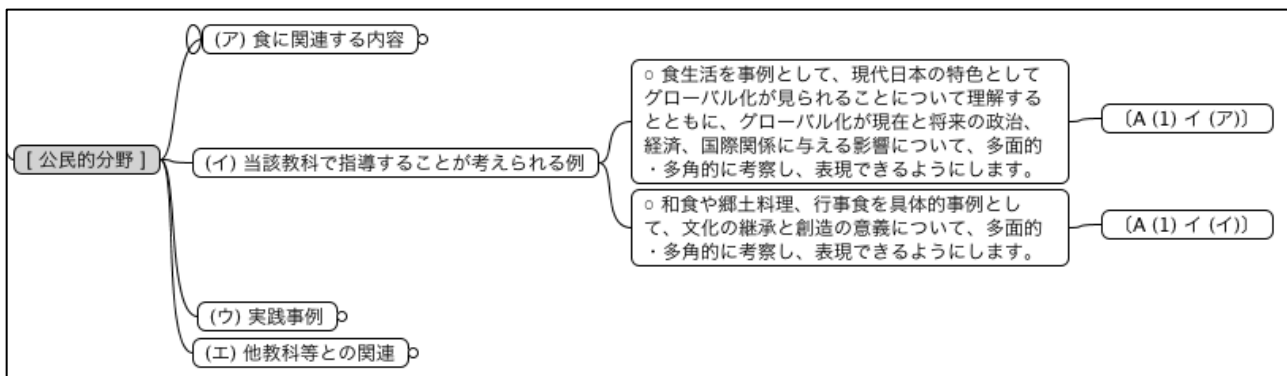 [ 公民的分野 ]
(ア) 食に関連する内容
(イ) 当該教科で指導することが考えられる例
○ 食生活を事例として、現代日本の特色として
グローバル化が見られることについて理解する
とともに、グローバル化が現在と将来の政治、
経済、国際関係に与える影響について、多面的
・多角的に考察し、表現できるようにします。
〔A (1) イ (ア)〕
○ 和食や郷土料理、行事食を具体的事例とし
て、文化の継承と創造の意義について、多面的
・多角的に考察し、表現できるようにします。
〔A (1) イ (イ)〕
(ウ) 実践事例
(エ) 他教科等との関連